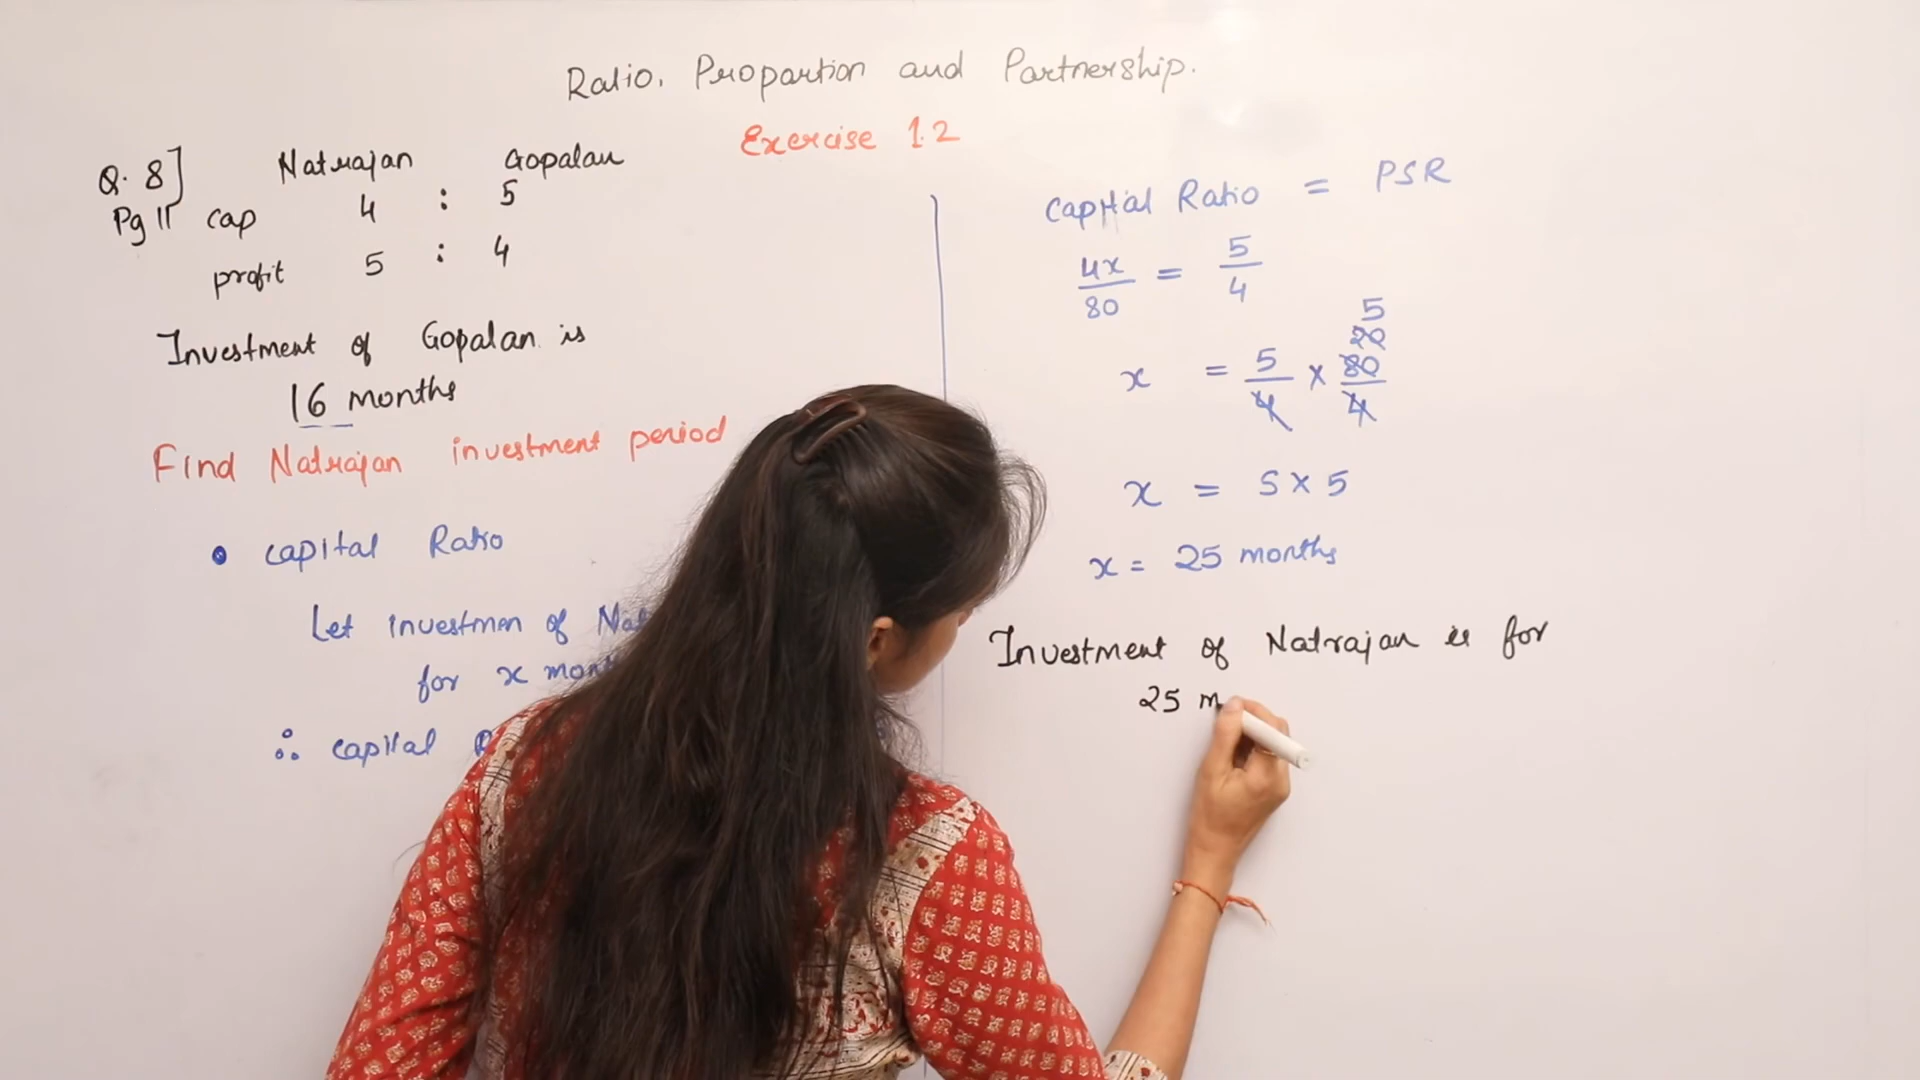 Ratio, Proportion and Partnership.
Exercise 1.2
Q. 8] Natrajan Gopalan
Pg 11 cap 4 : 5
profit 5 : 4
Investment of Gopalan is
16 months
Find Natrajan investment period
• capital Ratio
Let investmen of
for x
∴ capital
Capital Ratio = PSR
4x/80 = 5/4
x = 5/4 × 80/4 20 5
x = 5 × 5
x = 25 months
Investment of Natrajan is for
25 m